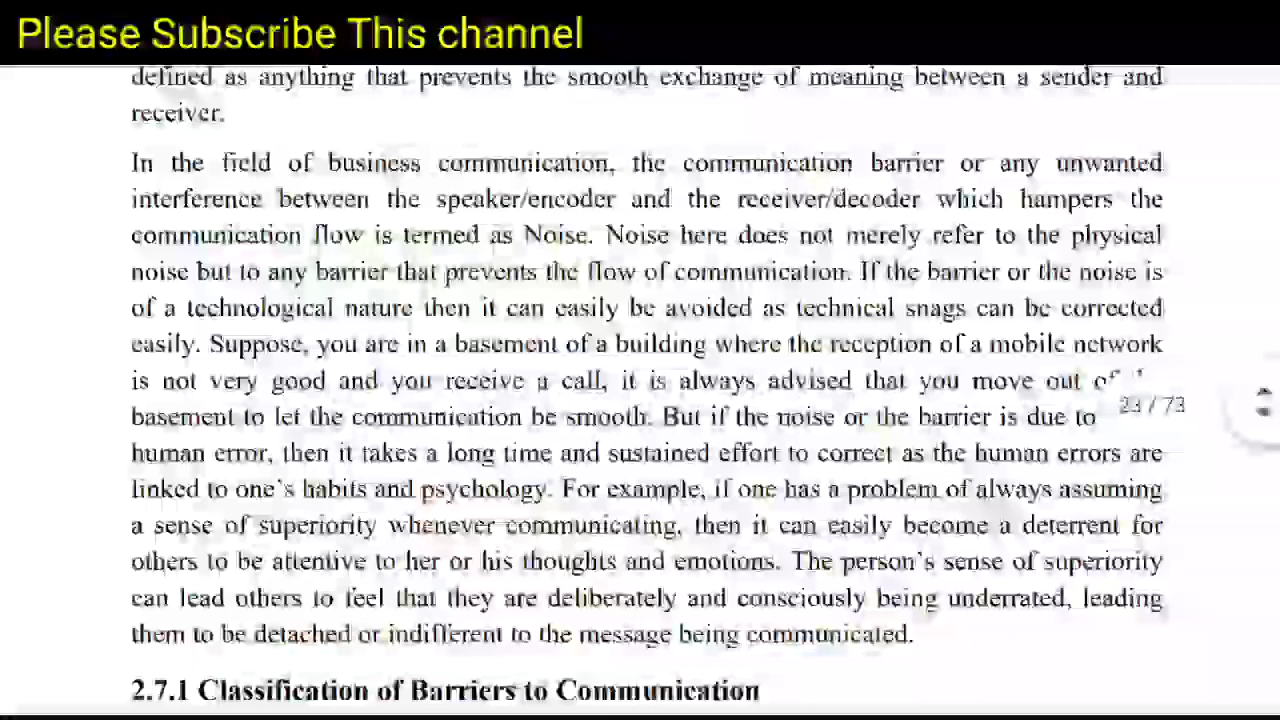 Please Subscribe This channel
defined as anything that prevents the smooth exchange of meaning between a sender and
receiver.
In the field of business communication, the communication barrier or any unwanted
interference between the speaker/encoder and the receiver/decoder which hampers the
communication flow is termed as Noise. Noise here does not merely refer to the physical
noise but to any barrier that prevents the flow of communication. If the barrier or the noise is
of a technological nature then it can easily be avoided as technical snags can be corrected
easily. Suppose, you are in a basement of a building where the reception of a mobile network
is not very good and you receive a call, it is always advised that you move out of
basement to let the communication be smooth. But if the noise or the barrier is due to
23 / 73
human error, then it takes a long time and sustained effort to correct as the human errors are
linked to one's habits and psychology. For example, if one has a problem of always assuming
a sense of superiority whenever communicating, then it can easily become a deterrent for
others to be attentive to her or his thoughts and emotions. The person's sense of superiority
can lead others to feel that they are deliberately and consciously being underrated, leading
them to be detached or indifferent to the message being communicated.
2.7.1 Classification of Barriers to Communication